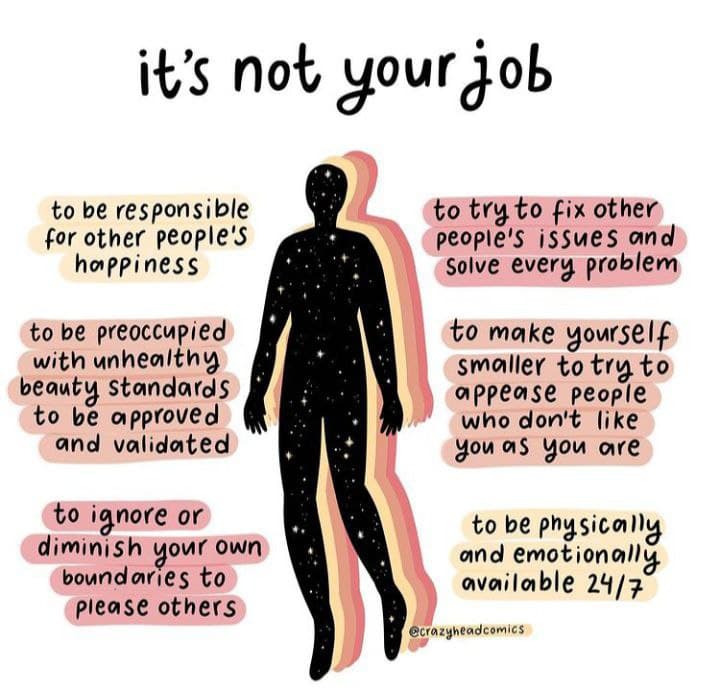 it's not your job
to be responsible
for other people's
happiness
to be preoccupied
with unhealthy
beauty standards
to be approved
and validated
to ignore or
diminish your own
boundaries to
please others
to try to fix other
people's issues and
solve every problem
to make yourself
smaller to try to
appease people
who don't like
you as you are
to be physically
and emotionally
available 24/7
@crazyheadcomics